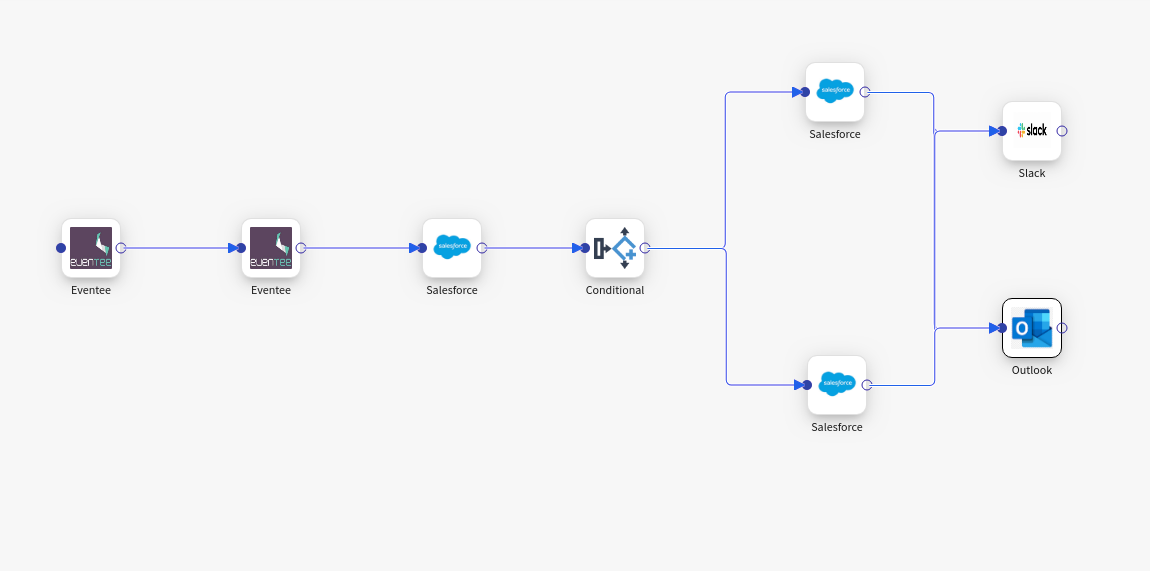 salesforce
Salesforce
slack
Slack
eventee
Eventee
eventee
Eventee
salesforce
Salesforce
Conditional
O
Outlook
salesforce
Salesforce